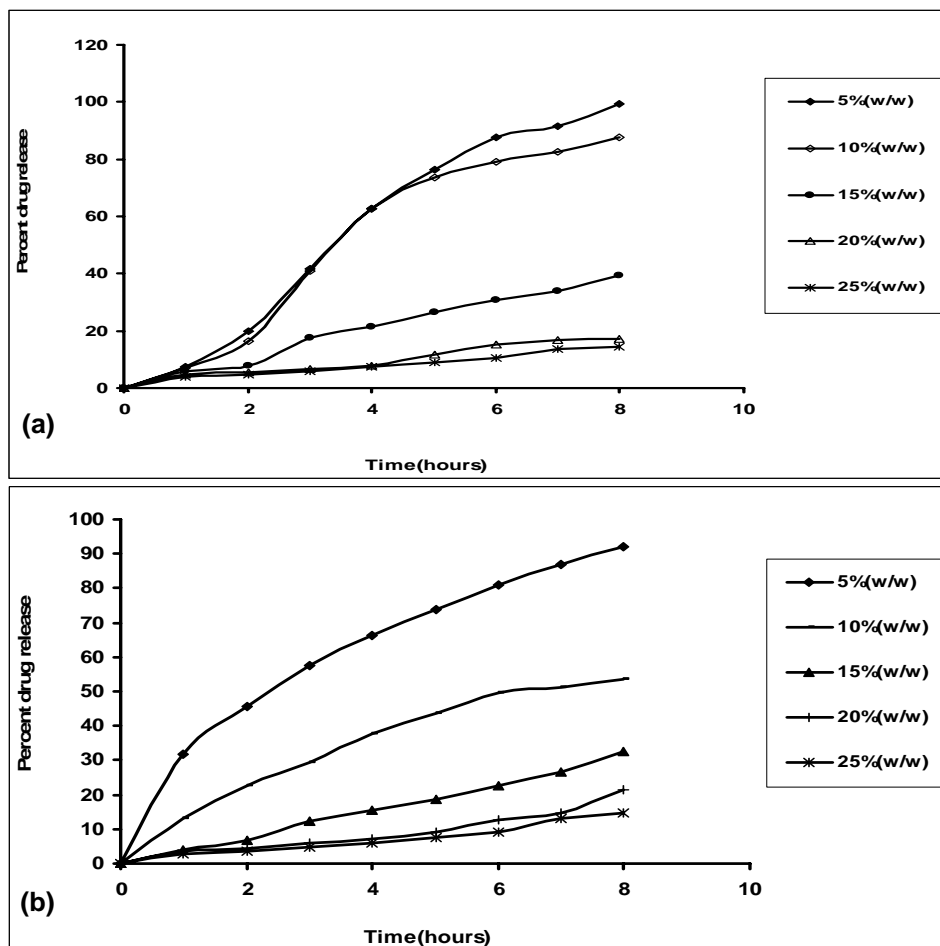 120
100
80
60
40
20
0
Percent drug release
0 2 4 6 8 10
Time(hours)
(a)
5%(w/w)
10%(w/w)
15%(w/w)
20%(w/w)
25%(w/w)
100
90
80
70
60
50
40
30
20
10
0
Percent drug release
0 2 4 6 8 10
Time(hours)
(b)
5%(w/w)
10%(w/w)
15%(w/w)
20%(w/w)
25%(w/w)